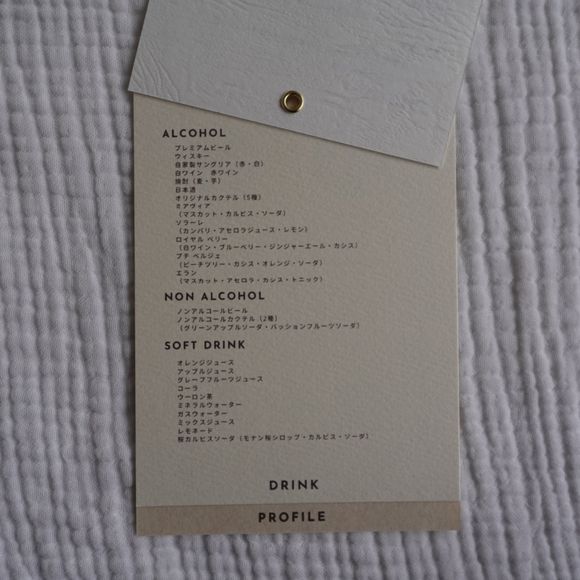 ALCOHOL
プレミアムビール
ウィスキー
自家製サングリア（赤・白）
白ワイン　赤ワイン
焼酎（麦・芋）
日本酒
オリジナルカクテル（5種）
ミアヴィア
（マスカット・カルピス・ソーダ）
ソラーレ
（カンパリ・アセロラジュース・レモン）
ロイヤル ベリー
（白ワイン・ブルーベリー・ジンジャーエール・カシス）
プチ ベルジェ
（ピーチツリー・カシス・オレンジ・ソーダ）
エラン
（マスカット・アセロラ・カシス・トニック）
NON ALCOHOL
ノンアルコールビール
ノンアルコールカクテル（2種）
（グリーンアップルソーダ・パッションフルーツソーダ）
SOFT DRINK
オレンジジュース
アップルジュース
グレープフルーツジュース
コーラ
ウーロン茶
ミネラルウォーター
ガスウォーター
ミックスジュース
レモネード
桜カルピスソーダ（モナン桜シロップ・カルピス・ソーダ）
DRINK
PROFILE